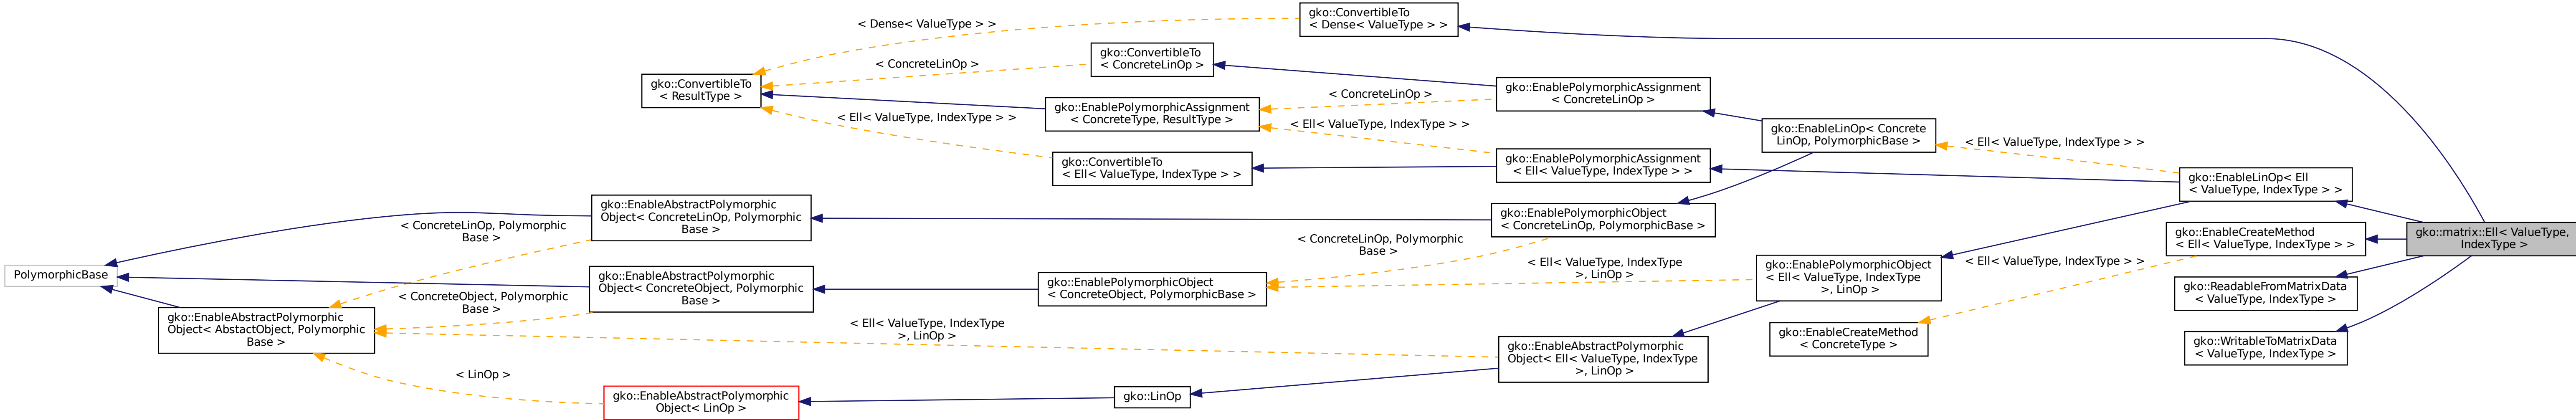 PolymorphicBase
gko::EnableAbstractPolymorphic
Object< AbstactObject, Polymorphic
Base >
gko::ConvertibleTo
< ResultType >
gko::EnableAbstractPolymorphic
Object< ConcreteLinOp, Polymorphic
Base >
gko::EnableAbstractPolymorphic
Object< ConcreteObject, Polymorphic
Base >
gko::EnableAbstractPolymorphic
Object< LinOp >
< ConcreteLinOp, Polymorphic
Base >
< ConcreteObject, Polymorphic
Base >
< LinOp >
< Dense< ValueType > >
< ConcreteLinOp >
< Ell< ValueType, IndexType > >
< Ell< ValueType, IndexType
>, LinOp >
gko::ConvertibleTo
< Dense< ValueType > >
gko::ConvertibleTo
< ConcreteLinOp >
gko::EnablePolymorphicAssignment
< ConcreteType, ResultType >
gko::ConvertibleTo
< Ell< ValueType, IndexType > >
gko::EnablePolymorphicObject
< ConcreteObject, PolymorphicBase >
gko::LinOp
< ConcreteLinOp >
< Ell< ValueType, IndexType > >
< ConcreteLinOp, Polymorphic
Base >
< Ell< ValueType, IndexType
>, LinOp >
gko::EnablePolymorphicAssignment
< ConcreteLinOp >
gko::EnablePolymorphicAssignment
< Ell< ValueType, IndexType > >
gko::EnablePolymorphicObject
< ConcreteLinOp, PolymorphicBase >
gko::EnableAbstractPolymorphic
Object< Ell< ValueType, IndexType
>, LinOp >
gko::EnableLinOp< Concrete
LinOp, PolymorphicBase >
gko::EnablePolymorphicObject
< Ell< ValueType, IndexType
>, LinOp >
gko::EnableCreateMethod
< ConcreteType >
< Ell< ValueType, IndexType > >
< Ell< ValueType, IndexType > >
gko::EnableLinOp< Ell
< ValueType, IndexType > >
gko::EnableCreateMethod
< Ell< ValueType, IndexType > >
gko::ReadableFromMatrixData
< ValueType, IndexType >
gko::WritableToMatrixData
< ValueType, IndexType >
gko::matrix::Ell< ValueType,
IndexType >